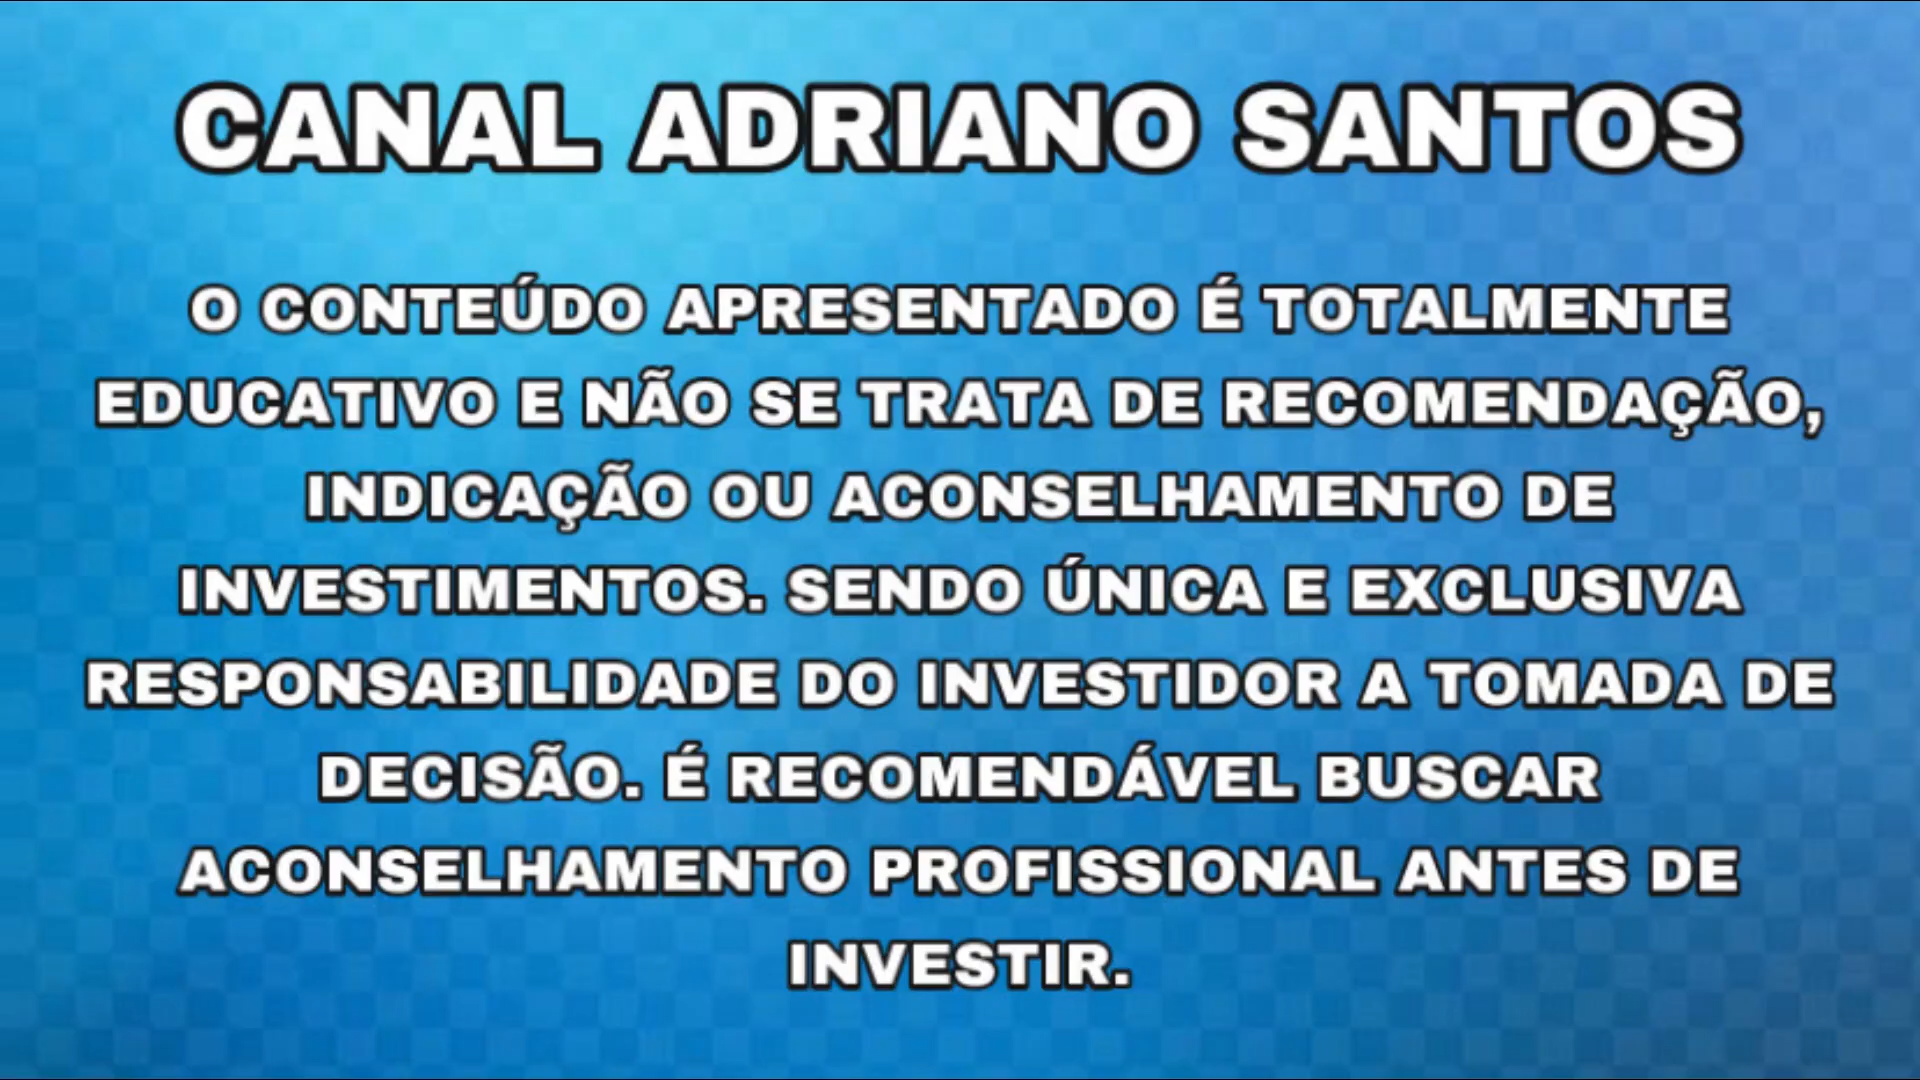 CANAL ADRIANO SANTOS
O CONTEÚDO APRESENTADO É TOTALMENTE
EDUCATIVO E NÃO SE TRATA DE RECOMENDAÇÃO,
INDICAÇÃO OU ACONSELHAMENTO DE
INVESTIMENTOS. SENDO ÚNICA E EXCLUSIVA
RESPONSABILIDADE DO INVESTIDOR A TOMADA DE
DECISÃO. É RECOMENDÁVEL BUSCAR
ACONSELHAMENTO PROFISSIONAL ANTES DE
INVESTIR.